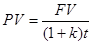 PV = FV / (1 + k)t